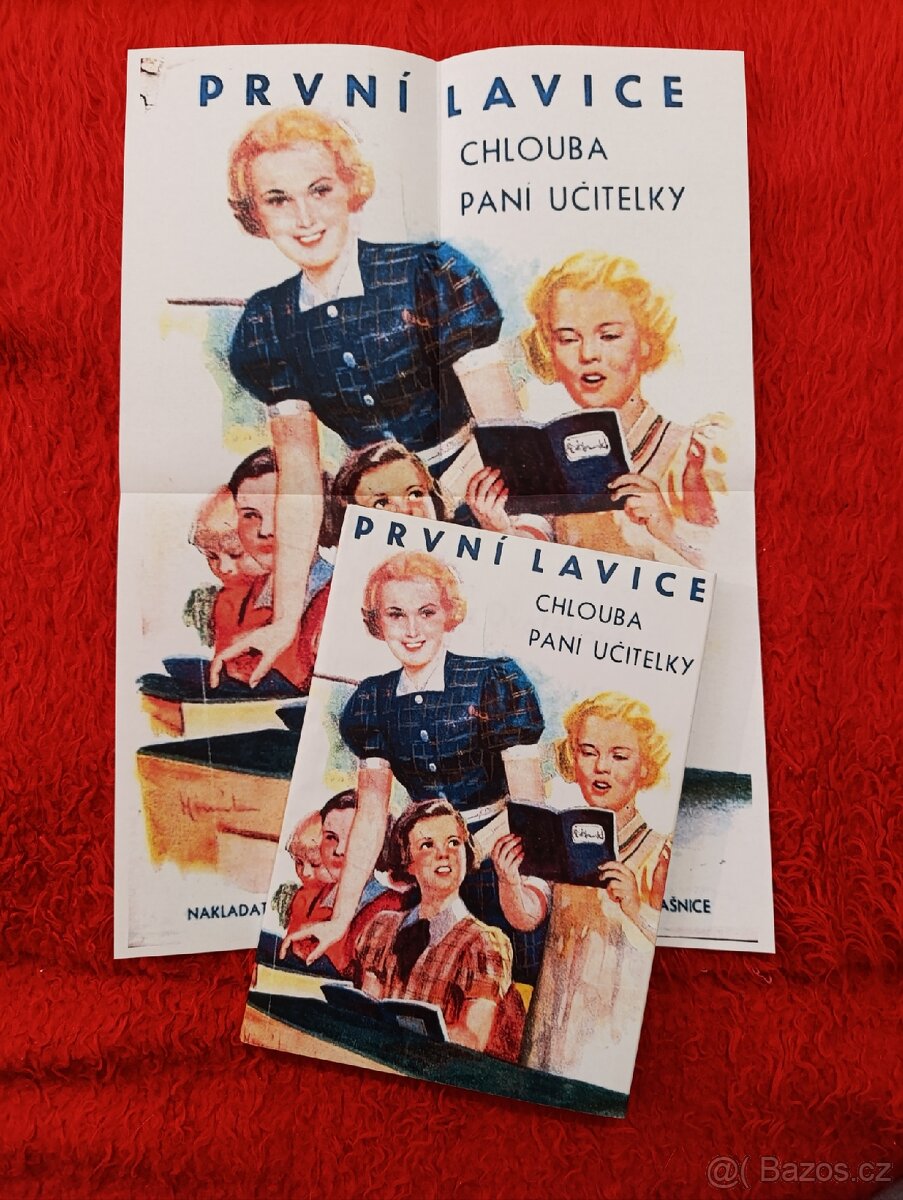 PRVNÍ LAVICE
CHLOUBA
PANÍ UČITELKY
NAKLADAT
AŠNICE
PRVNÍ LAVICE
CHLOUBA
PANÍ UČITELKY
@( Bazos.cz